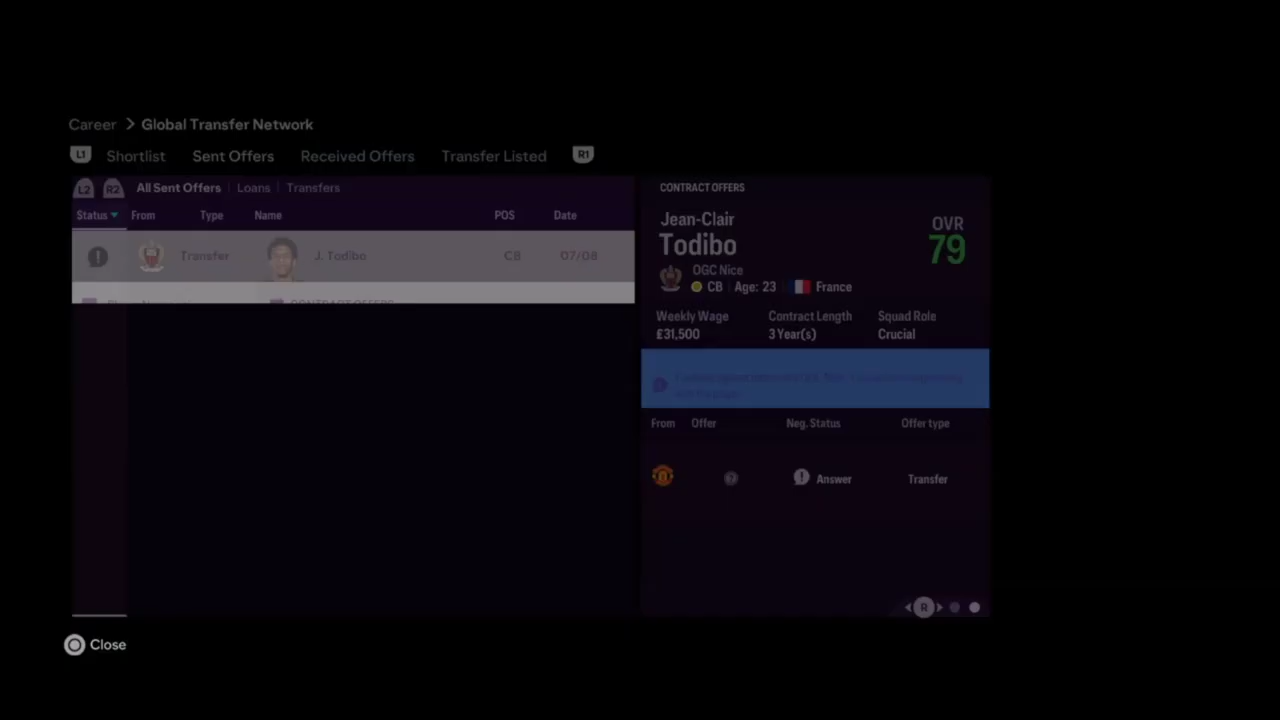 Career > Global Transfer Network
L1 Shortlist Sent Offers Received Offers Transfer Listed R1
L2 R2 All Sent Offers Loans Transfers
Status From Type Name POS Date
Transfer J. Todibo CB 07/08
CONTRACT OFFERS
CONTRACT OFFERS
Jean-Clair
Todibo
OVR
79
OGC Nice
CB Age: 23 France
Weekly Wage Contract Length Squad Role
£31,500 3 Year(s) Crucial
From Offer Neg. Status Offer type
? ! Answer Transfer
R
Close